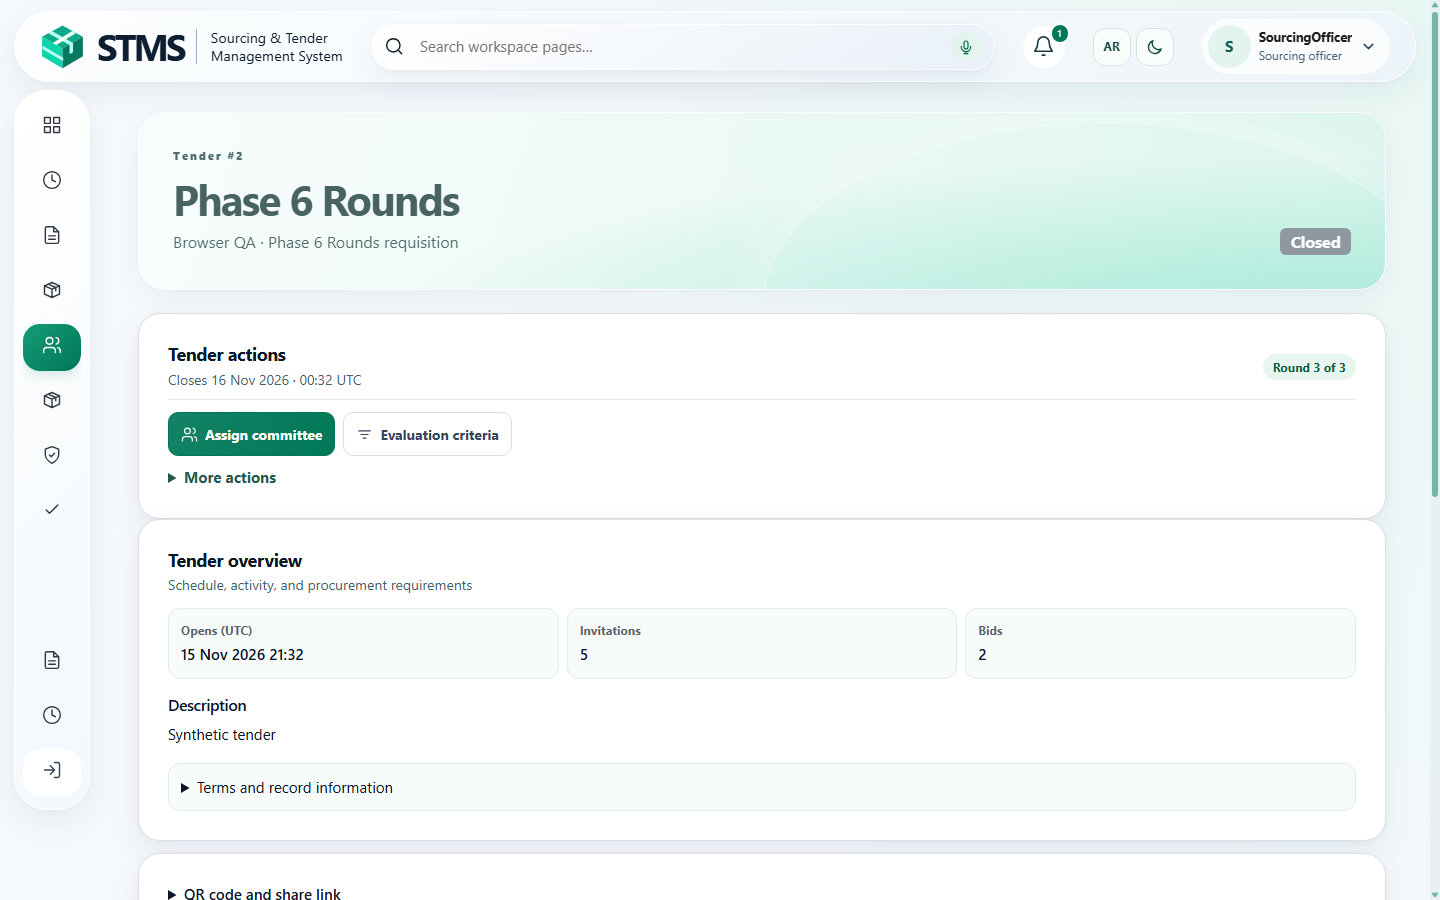 STMS
Sourcing & Tender
Management System
Search workspace pages...
1
AR
S
SourcingOfficer
Sourcing officer
Tender #2
Phase 6 Rounds
Browser QA · Phase 6 Rounds requisition
Closed
Tender actions
Closes 16 Nov 2026 · 00:32 UTC
Round 3 of 3
Assign committee
Evaluation criteria
More actions
Tender overview
Schedule, activity, and procurement requirements
Opens (UTC)
15 Nov 2026 21:32
Invitations
5
Bids
2
Description
Synthetic tender
Terms and record information
QR code and share link